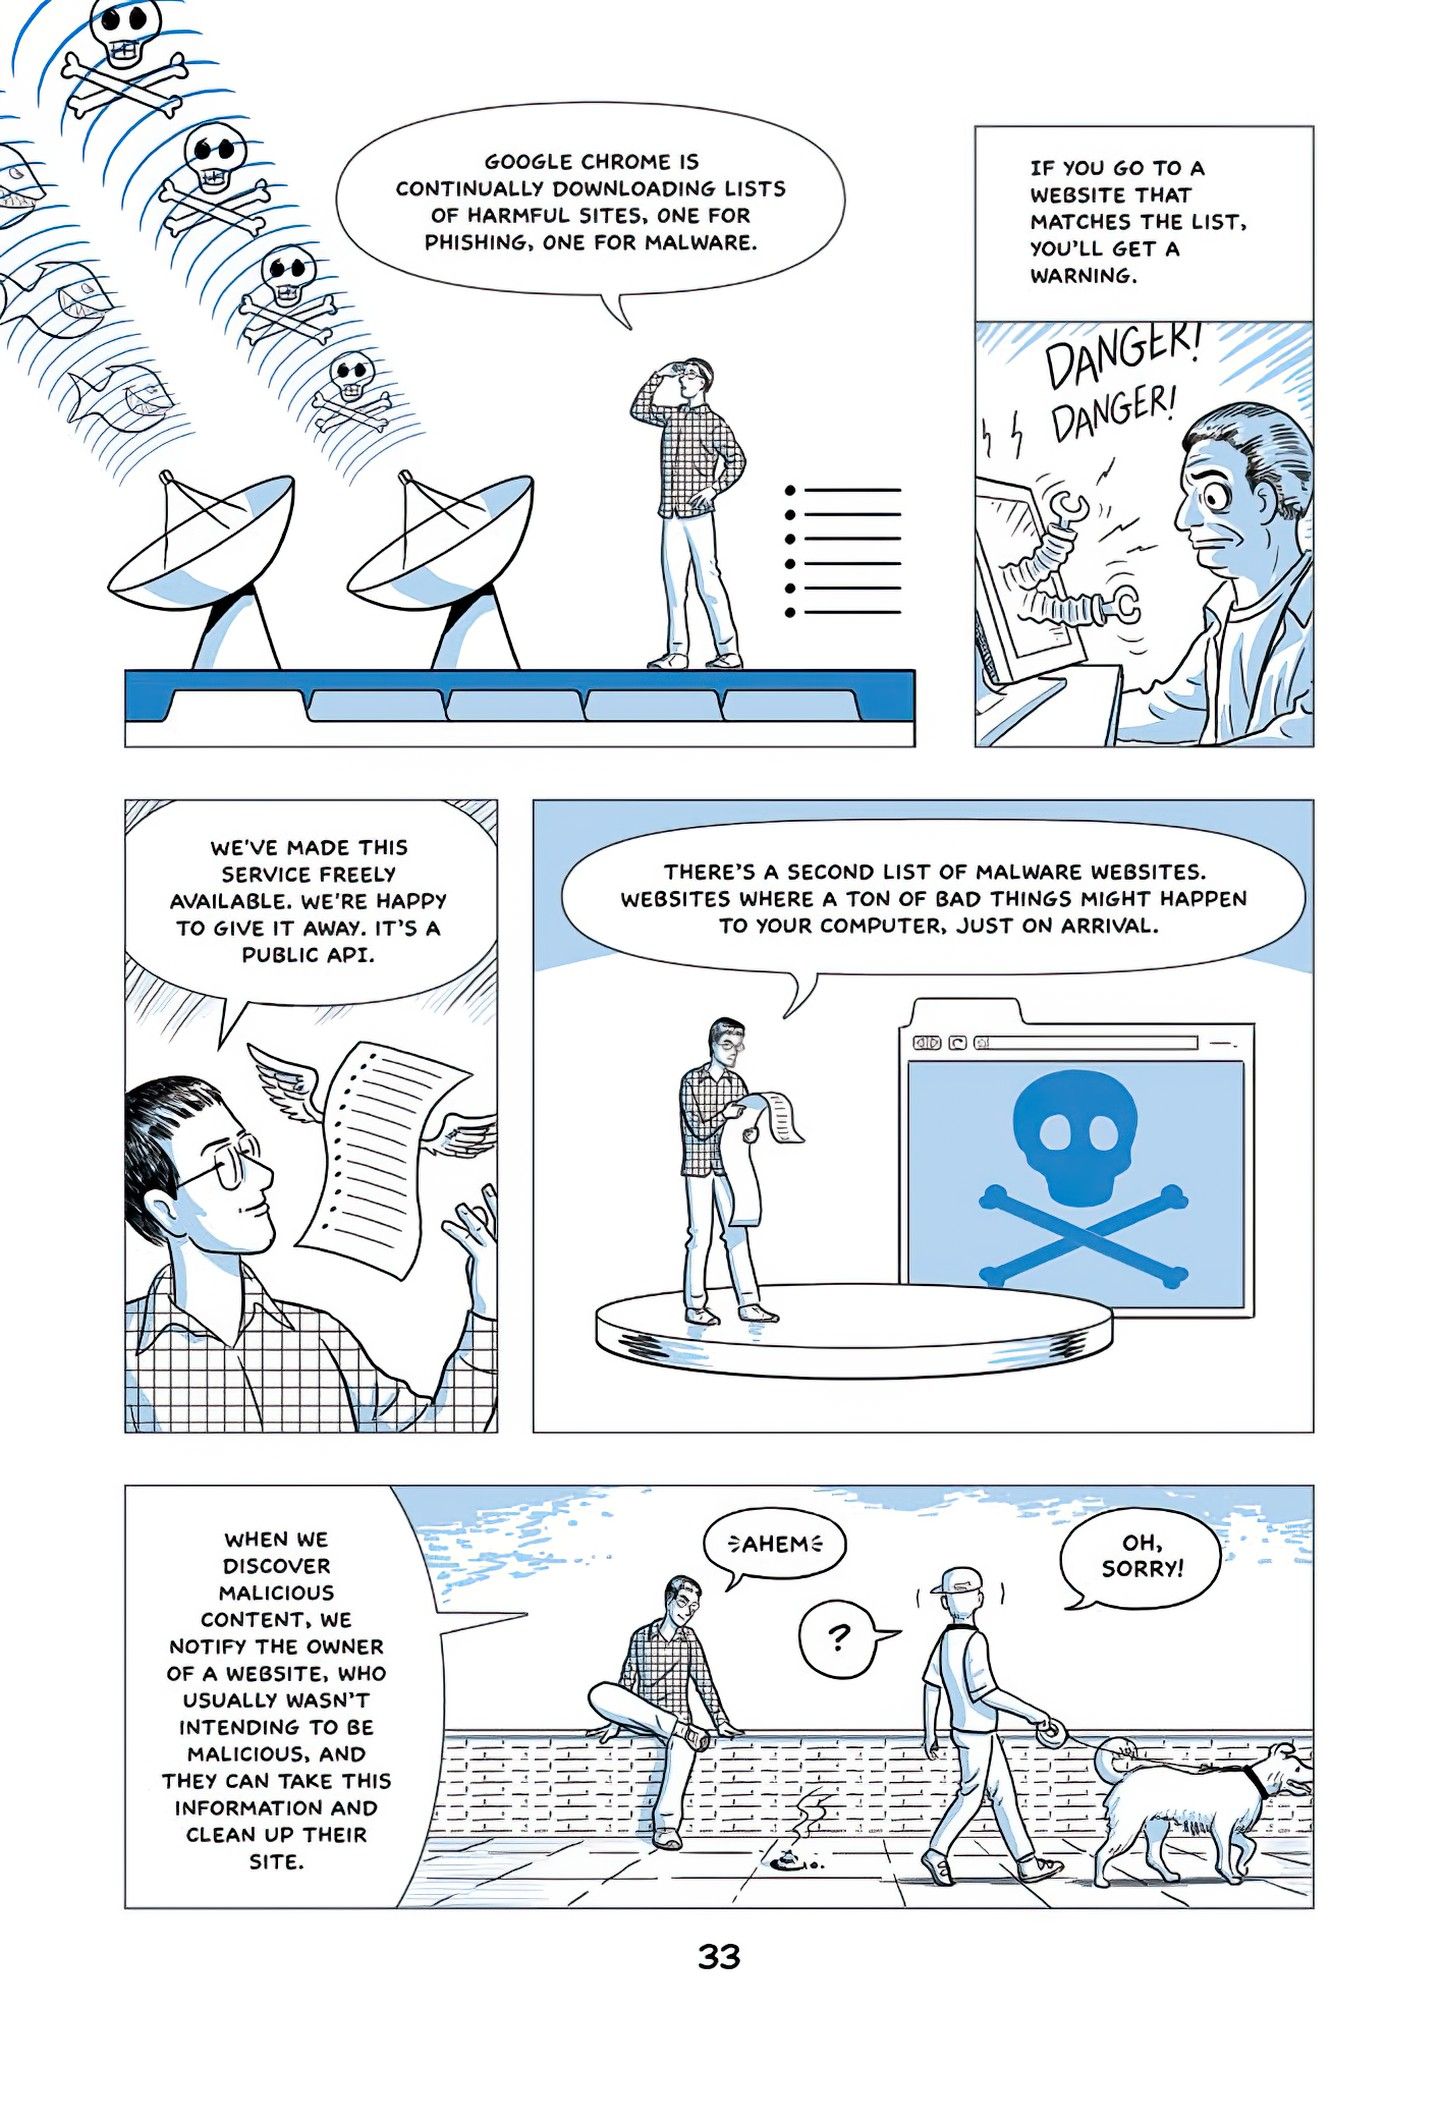 GOOGLE CHROME IS
CONTINUALLY DOWNLOADING LISTS
OF HARMFUL SITES, ONE FOR
PHISHING, ONE FOR MALWARE.
IF YOU GO TO A
WEBSITE THAT
MATCHES THE LIST,
YOU'LL GET A
WARNING.
DANGER!
DANGER!
WE'VE MADE THIS
SERVICE FREELY
AVAILABLE. WE'RE HAPPY
TO GIVE IT AWAY. IT'S A
PUBLIC API.
THERE'S A SECOND LIST OF MALWARE WEBSITES.
WEBSITES WHERE A TON OF BAD THINGS MIGHT HAPPEN
TO YOUR COMPUTER, JUST ON ARRIVAL.
WHEN WE
DISCOVER
MALICIOUS
CONTENT, WE
NOTIFY THE OWNER
OF A WEBSITE, WHO
USUALLY WASN'T
INTENDING TO BE
MALICIOUS, AND
THEY CAN TAKE THIS
INFORMATION AND
CLEAN UP THEIR
SITE.
AHEM
?
OH,
SORRY!
33